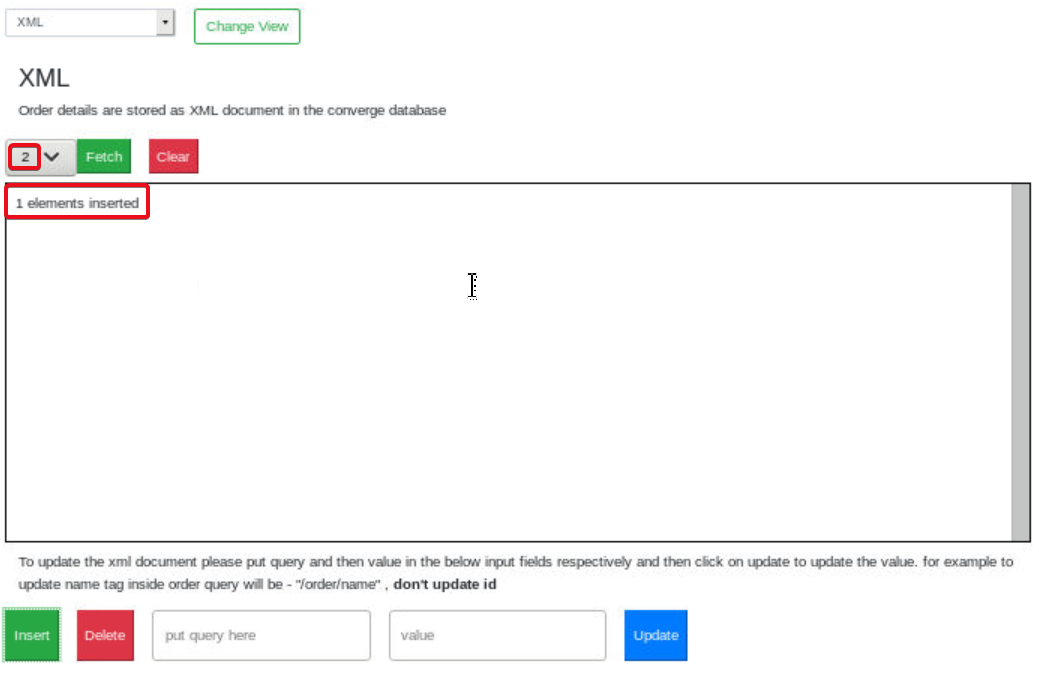 XML
Change View
XML
Order details are stored as XML document in the converge database
2
Fetch
Clear
1 elements inserted
To update the xml document please put query and then value in the below input fields respectively and then click on update to update the value. for example to
update name tag inside order query will be - "/order/name" , don't update id
Insert
Delete
put query here
value
Update